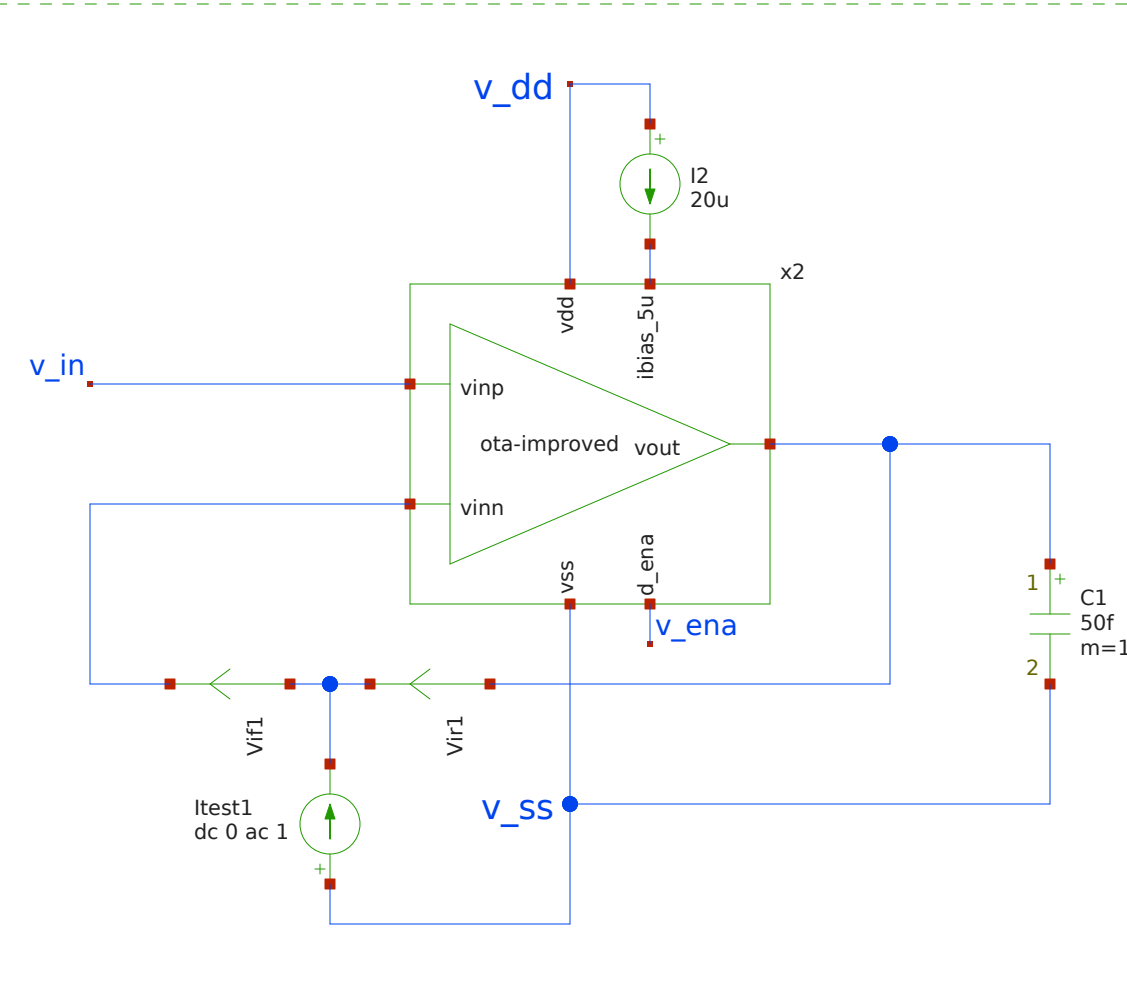 v_dd
I2
20u
x2
vdd
ibias_5u
v_in
vinp
ota-improved
vout
vinn
vss
d_ena
v_ena
1
C1
50f
m=1
2
Vif1
Vir1
Itest1
dc 0 ac 1
v_ss